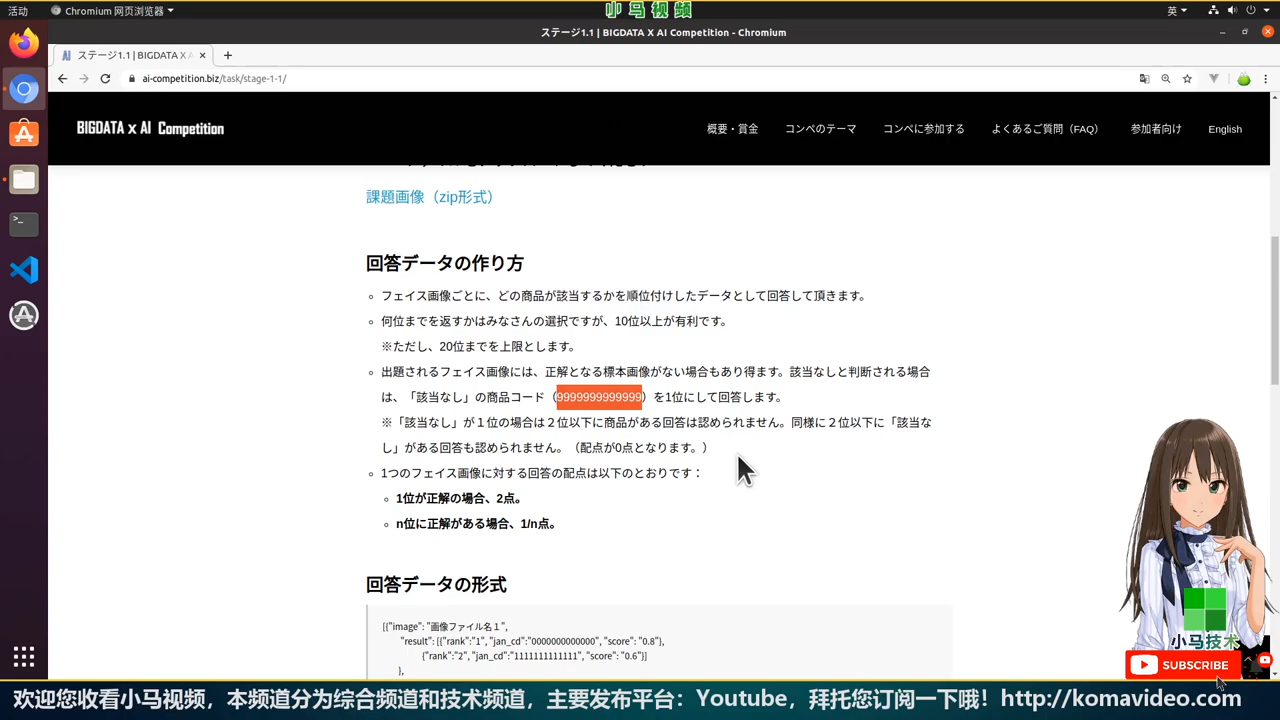 活动
Chromium 网页浏览器
小马视频
英
ステージ1.1 | BIGDATA X AI Competition - Chromium
ステージ1.1 | BIGDATA X A
ai-competition.biz/task/stage-1-1/
BIGDATA x AI Competition
概要・賞金
コンペのテーマ
コンペに参加する
よくあるご質問（FAQ）
参加者向け
English
課題画像（zip形式）
回答データの作り方
フェイス画像ごとに、どの商品が該当するかを順位付けしたデータとして回答して頂きます。
何位までを返すかはみなさんの選択ですが、10位以上が有利です。
※ただし、20位までを上限とします。
出題されるフェイス画像には、正解となる標本画像がない場合もあり得ます。該当なしと判断される場合
は、「該当なし」の商品コード（9999999999999）を1位にして回答します。
※「該当なし」が１位の場合は２位以下に商品がある回答は認められません。同様に２位以下に「該当な
し」がある回答も認められません。（配点が0点となります。）
1つのフェイス画像に対する回答の配点は以下のとおりです：
1位が正解の場合、2点。
n位に正解がある場合、1/n点。
回答データの形式
[{"image": "画像ファイル名１",
"result": [{"rank":"1", "jan_cd":"0000000000000", "score": "0.8"},
{"rank":"2", "jan_cd":"1111111111111", "score": "0.6"}]
},
小马技术
SUBSCRIBE
欢迎您收看小马视频，本频道分为综合频道和技术频道，主要发布平台：Youtube，拜托您订阅一下哦！http://komavideo.com